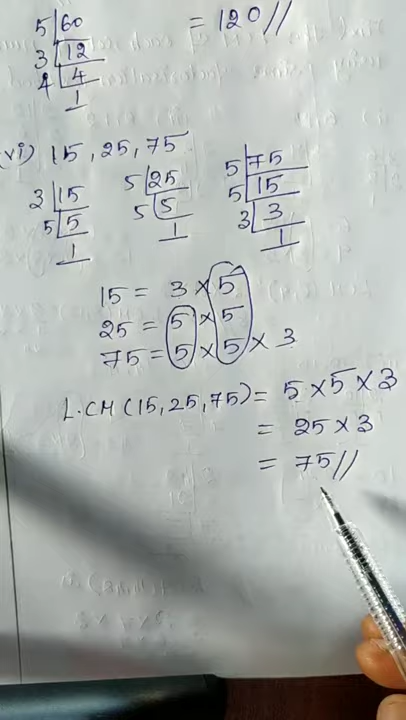 5 60 = 120//
3 12
4 4
1
vi) 15, 25, 75
3 15
5 5
1
5 25
5 5
1
5 75
5 15
3 3
1
15 = 3 × 5
25 = 5 × 5
75 = 5 × 5 × 3
L.CM (15, 25, 75) = 5 × 5 × 3
= 25 × 3
= 75//